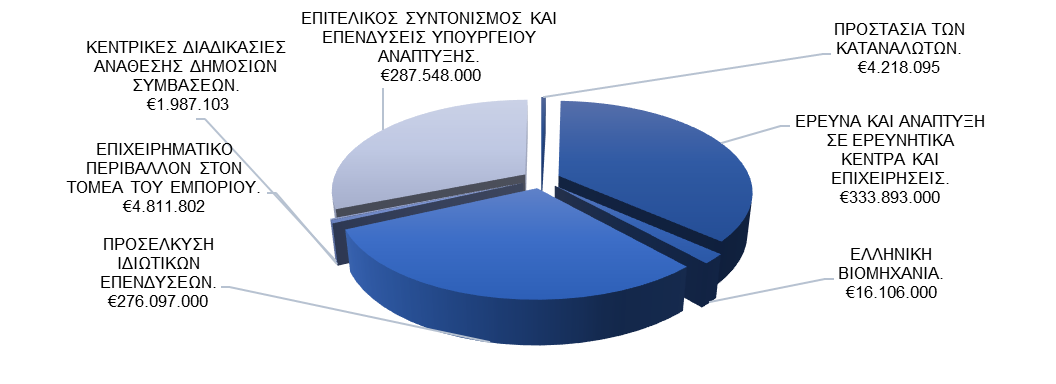 ΕΠΙΤΕΛΙΚΟΣ ΣΥΝΤΟΝΙΣΜΟΣ ΚΑΙ
ΕΠΕΝΔΥΣΕΙΣ ΥΠΟΥΡΓΕΙΟΥ
ΑΝΑΠΤΥΞΗΣ.
€287.548.000
ΠΡΟΣΤΑΣΙΑ ΤΩΝ
ΚΑΤΑΝΑΛΩΤΩΝ.
€4.218.095
ΚΕΝΤΡΙΚΕΣ ΔΙΑΔΙΚΑΣΙΕΣ
ΑΝΑΘΕΣΗΣ ΔΗΜΟΣΙΩΝ
ΣΥΜΒΑΣΕΩΝ.
€1.987.103
ΕΡΕΥΝΑ ΚΑΙ ΑΝΑΠΤΥΞΗ
ΣΕ ΕΡΕΥΝΗΤΙΚΑ
ΚΕΝΤΡΑ ΚΑΙ
ΕΠΙΧΕΙΡΗΣΕΙΣ.
€333.893.000
ΕΠΙΧΕΙΡΗΜΑΤΙΚΟ
ΠΕΡΙΒΑΛΛΟΝ ΣΤΟΝ
ΤΟΜΕΑ ΤΟΥ ΕΜΠΟΡΙΟΥ.
€4.811.802
ΠΡΟΣΕΛΚΥΣΗ
ΙΔΙΩΤΙΚΩΝ
ΕΠΕΝΔΥΣΕΩΝ.
€276.097.000
ΕΛΛΗΝΙΚΗ
ΒΙΟΜΗΧΑΝΙΑ.
€16.106.000